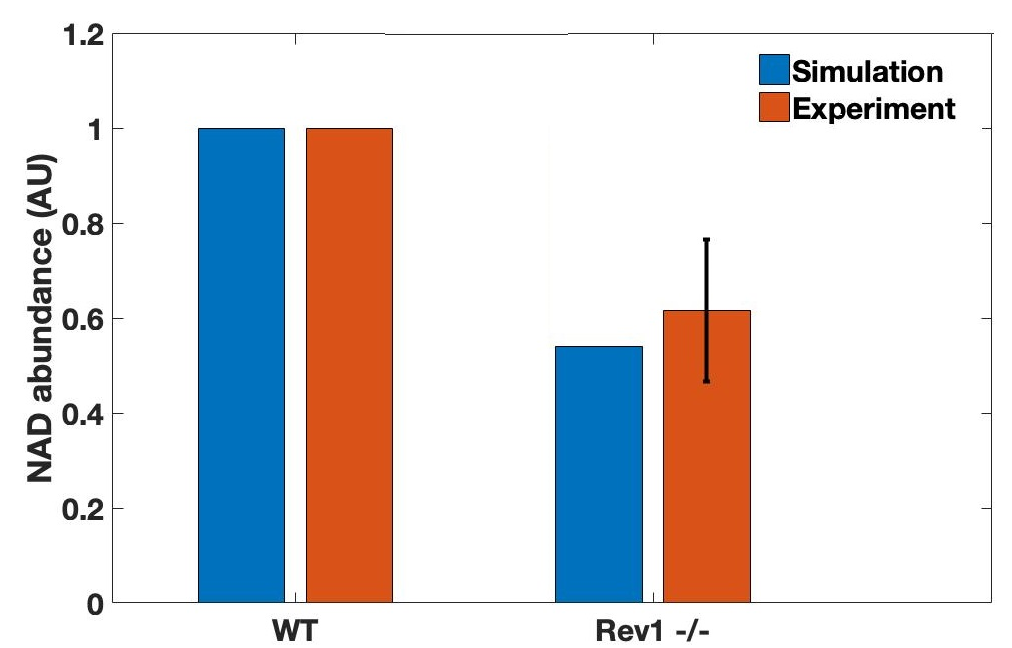 1.2
1
0.8
0.6
0.4
0.2
0
NAD abundance (AU)
Simulation
Experiment
WT
Rev1 -/-